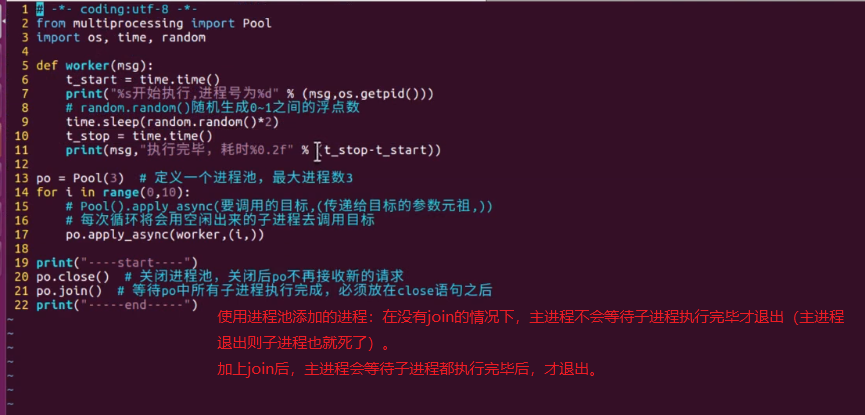 1 # -*- coding:utf-8 -*-
2 from multiprocessing import Pool
3 import os, time, random
4
5 def worker(msg):
6     t_start = time.time()
7     print("%s开始执行,进程号为%d" % (msg,os.getpid()))
8     # random.random()随机生成0~1之间的浮点数
9     time.sleep(random.random()*2)
10     t_stop = time.time()
11     print(msg,"执行完毕，耗时%0.2f" % (t_stop-t_start))
12
13 po = Pool(3)  # 定义一个进程池，最大进程数3
14 for i in range(0,10):
15     # Pool().apply_async(要调用的目标,(传递给目标的参数元祖,))
16     # 每次循环将会用空闲出来的子进程去调用目标
17     po.apply_async(worker,(i,))
18
19 print("----start----")
20 po.close()  # 关闭进程池，关闭后po不再接收新的请求
21 po.join()  # 等待po中所有子进程执行完成，必须放在close语句之后
22 print("-----end-----")
~
使用进程池添加的进程：在没有join的情况下，主进程不会等待子进程执行完毕才退出（主进程
~
退出则子进程也就死了）。
~
加上join后，主进程会等待子进程都执行完毕后，才退出。
~
~
~